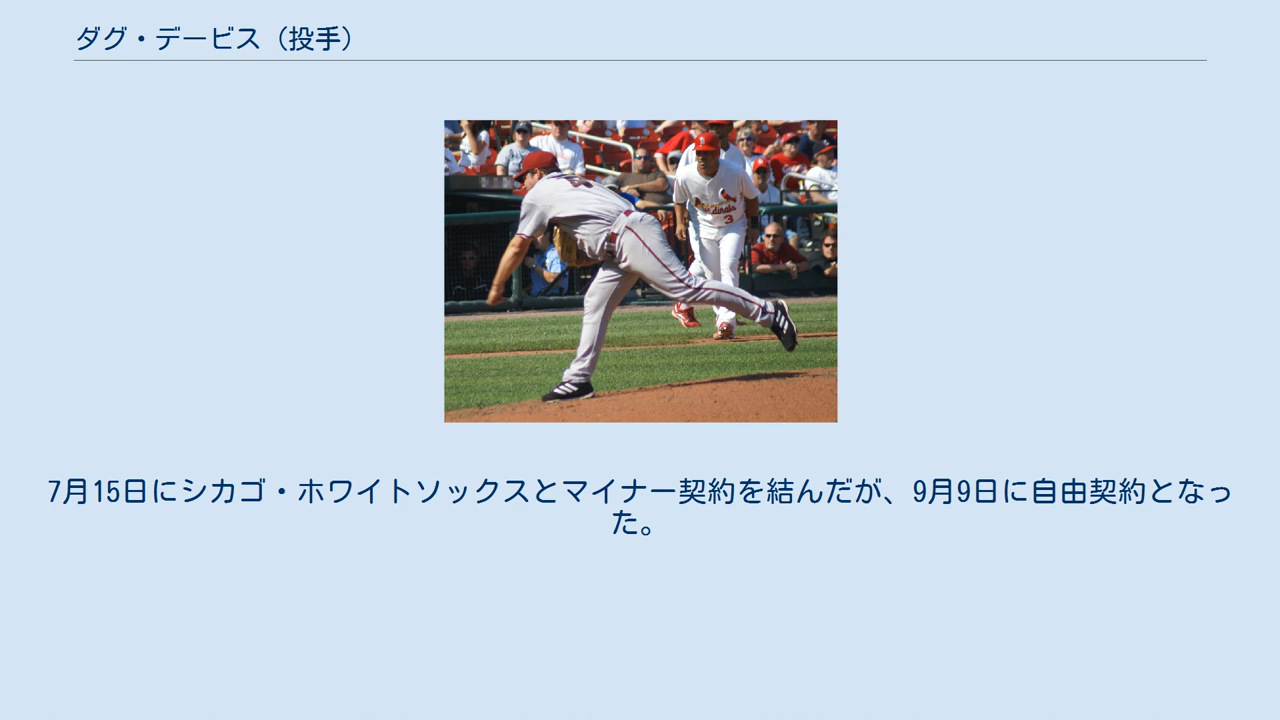 ダグ・デービス（投手）
Cardinals
3
7月15日にシカゴ・ホワイトソックスとマイナー契約を結んだが、9月9日に自由契約となっ
た。